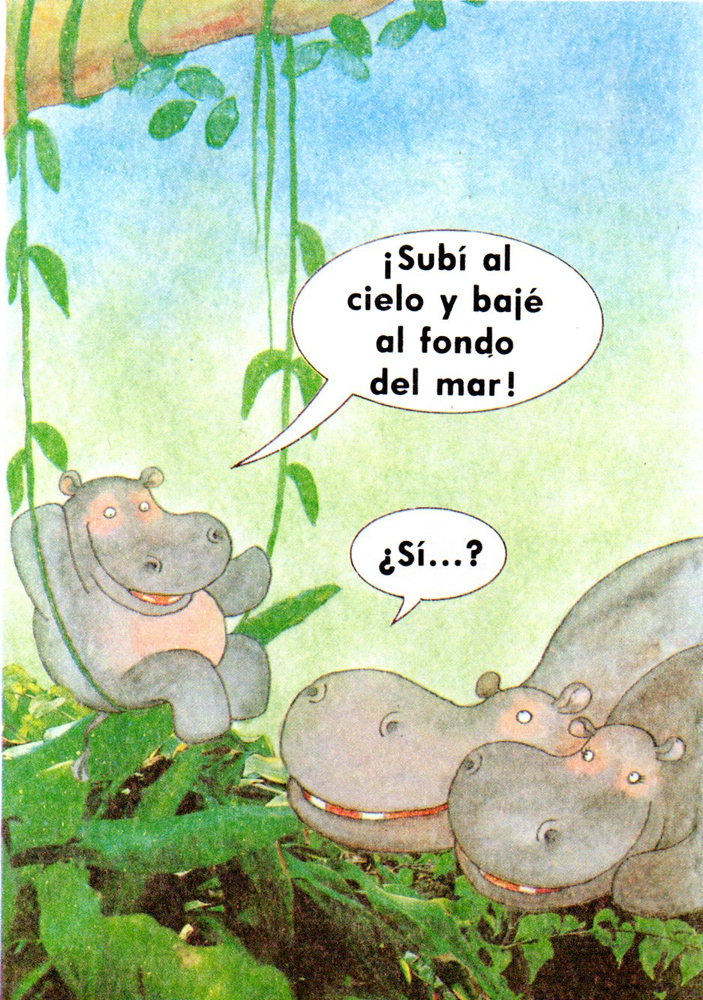 ¡Subí al
cielo y bajé
al fondo
del mar!
¿Sí...?